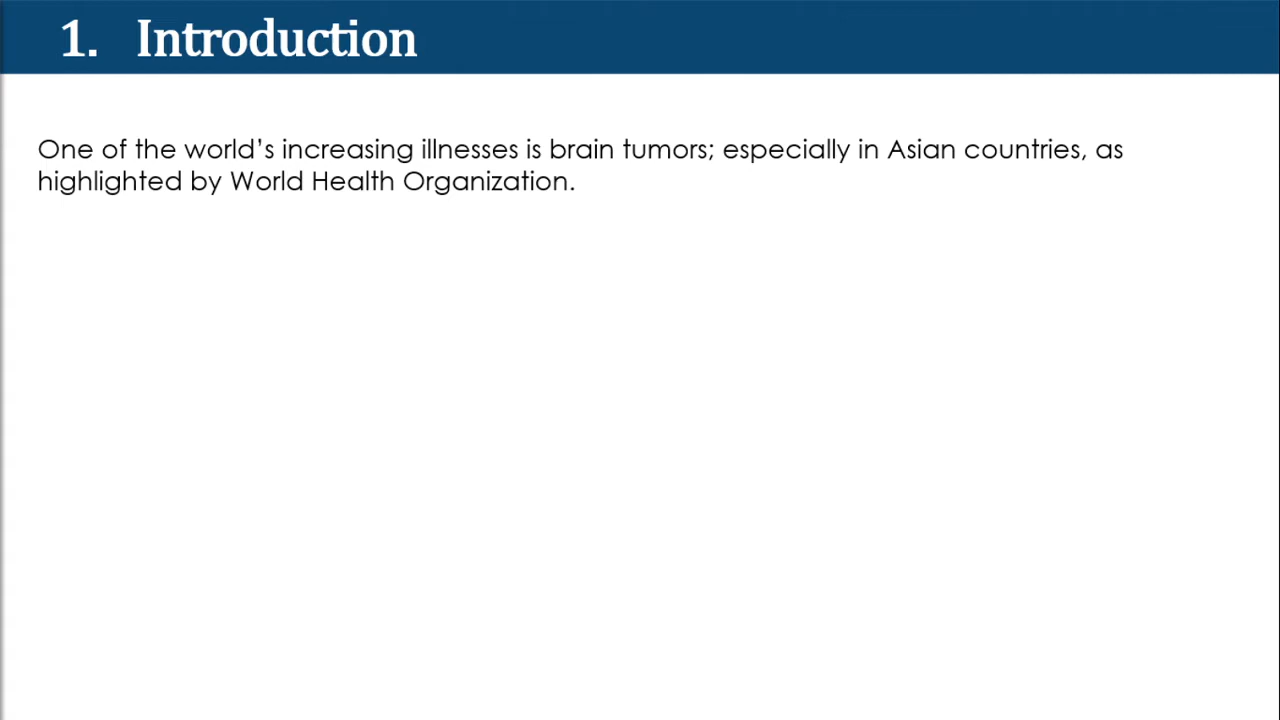 1. Introduction
One of the world’s increasing illnesses is brain tumors; especially in Asian countries, as
highlighted by World Health Organization.